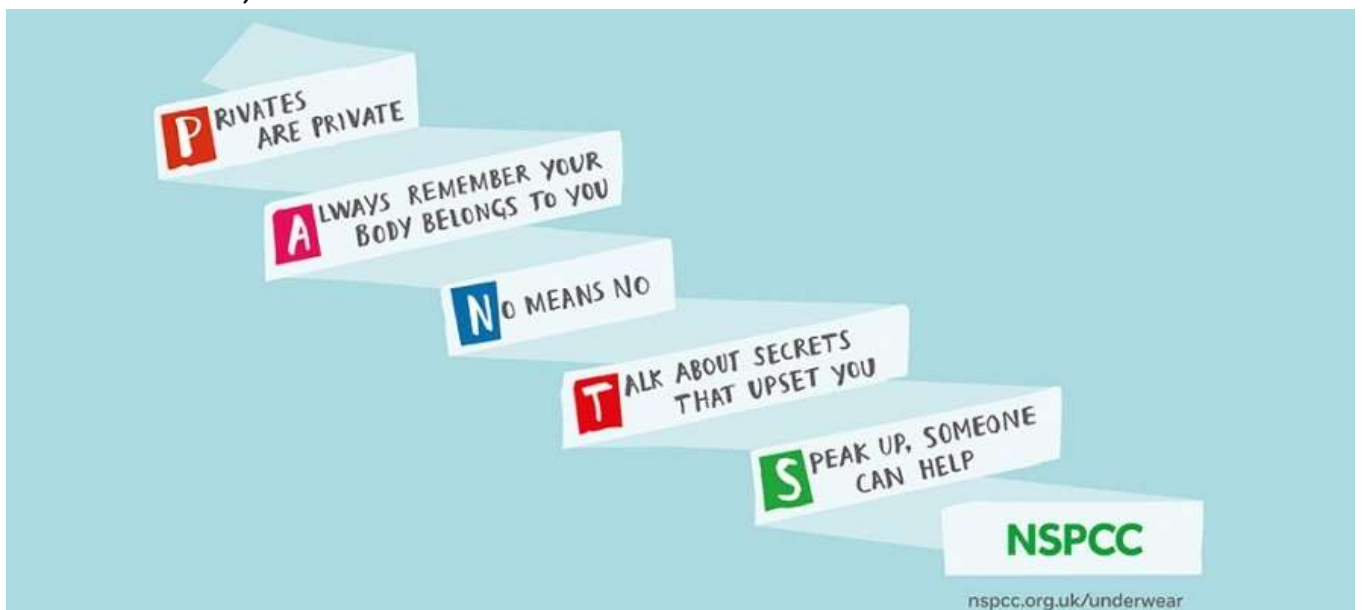 PRIVATES
ARE PRIVATE
ALWAYS REMEMBER YOUR
BODY BELONGS TO YOU
NO MEANS NO
TALK ABOUT SECRETS
THAT UPSET YOU
SPEAK UP, SOMEONE
CAN HELP
NSPCC
nspcc.org.uk/underwear